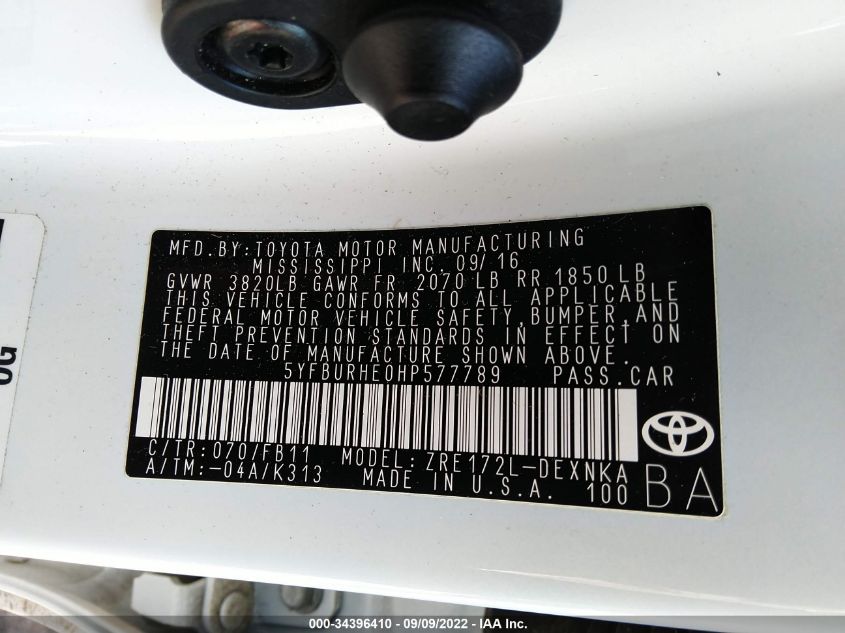 MFD.BY:TOYOTA MOTOR MANUFACTURING
MISSISSIPPI INC. 09/16
GVWR 3820LB GAWR FR 2070 LB RR 1850 LB
THIS VEHICLE CONFORMS TO ALL APPLICABLE
FEDERAL MOTOR VEHICLE SAFETY, BUMPER, AND
THEFT PREVENTION STANDARDS IN EFFECT ON
THE DATE OF MANUFACTURE SHOWN ABOVE.
5YFBURHE0HP577789 PASS.CAR
C/TR:070/FB11 MODEL: ZRE172L-DEXNKA
A/TM:-04A/K313 MADE IN U.S.A. 100
BA
000-34396410 - 09/09/2022 - IAA Inc.